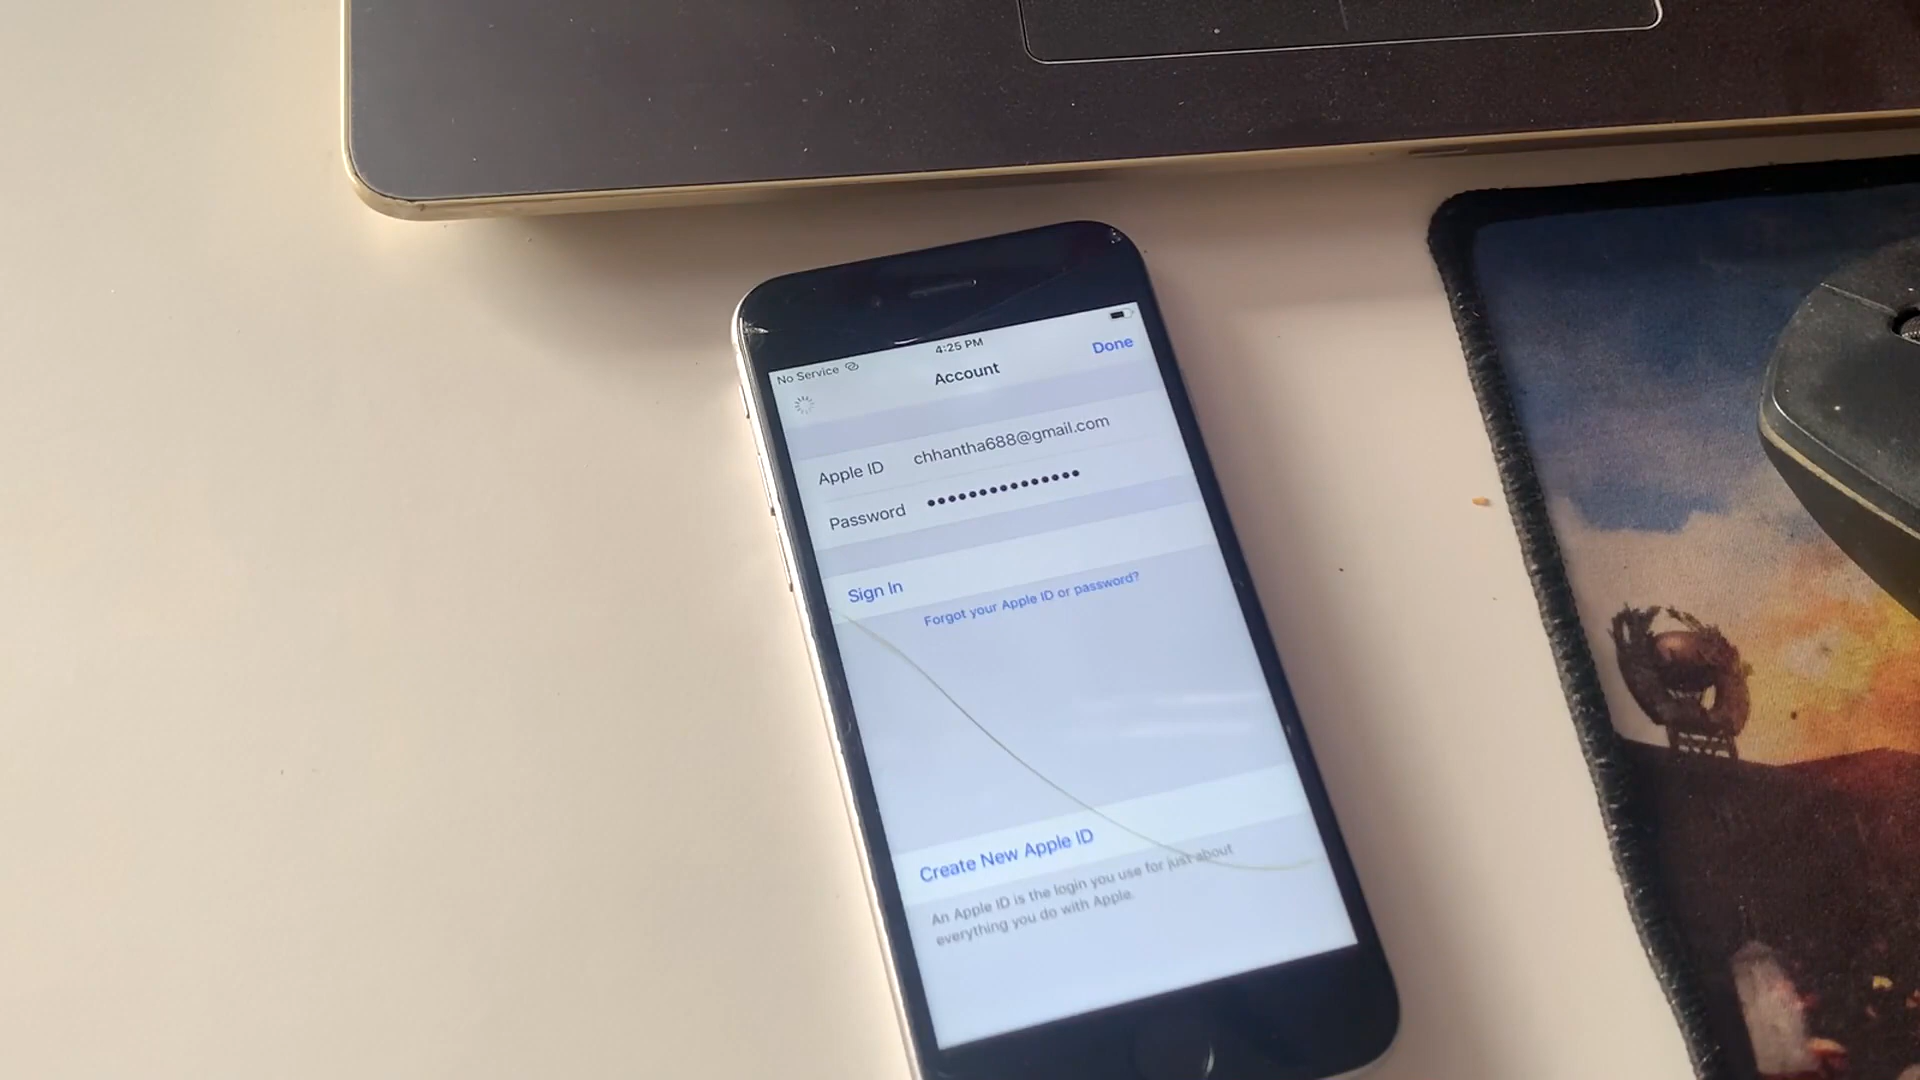 4:25 PM
No Service
Done
Account
Apple ID chhantha688@gmail.com
Password •••••••••••••••
Sign In
Forgot your Apple ID or password?
Create New Apple ID
An Apple ID is the login you use for just about
everything you do with Apple.